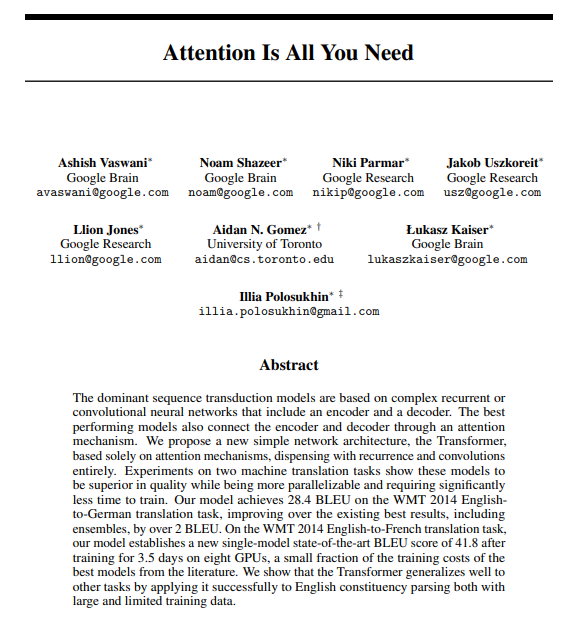 Attention Is All You Need
Ashish Vaswani* Noam Shazeer* Niki Parmar* Jakob Uszkoreit*
Google Brain Google Brain Google Research Google Research
avaswani@google.com noam@google.com nikip@google.com usz@google.com
Llion Jones* Aidan N. Gomez* † Łukasz Kaiser*
Google Research University of Toronto Google Brain
llion@google.com aidan@cs.toronto.edu lukaszkaiser@google.com
Illia Polosukhin* ‡
illia.polosukhin@gmail.com
Abstract
The dominant sequence transduction models are based on complex recurrent or
convolutional neural networks that include an encoder and a decoder. The best
performing models also connect the encoder and decoder through an attention
mechanism. We propose a new simple network architecture, the Transformer,
based solely on attention mechanisms, dispensing with recurrence and convolutions
entirely. Experiments on two machine translation tasks show these models to
be superior in quality while being more parallelizable and requiring significantly
less time to train. Our model achieves 28.4 BLEU on the WMT 2014 English-
to-German translation task, improving over the existing best results, including
ensembles, by over 2 BLEU. On the WMT 2014 English-to-French translation task,
our model establishes a new single-model state-of-the-art BLEU score of 41.8 after
training for 3.5 days on eight GPUs, a small fraction of the training costs of the
best models from the literature. We show that the Transformer generalizes well to
other tasks by applying it successfully to English constituency parsing both with
large and limited training data.